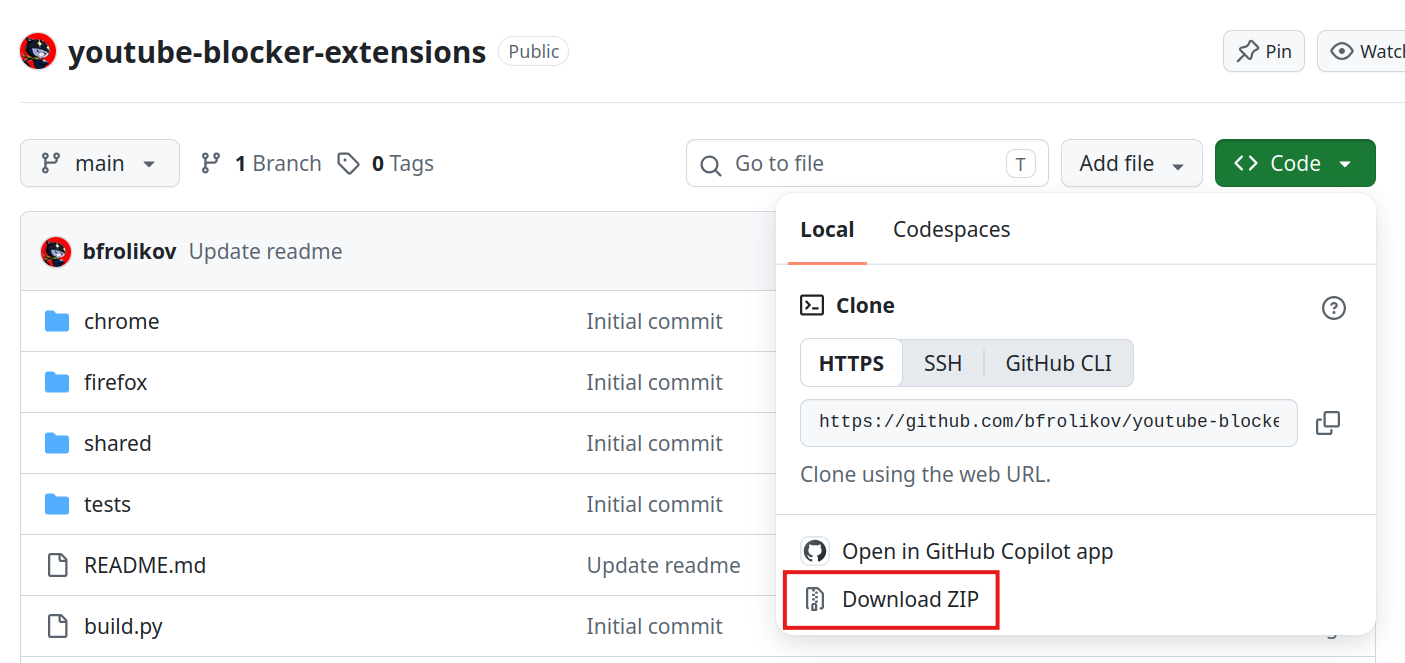 youtube-blocker-extensions Public Pin Watch
main 1 Branch 0 Tags Go to file T Add file Code
bfrolikov Update readme
Local Codespaces
chrome Initial commit
Clone
firefox Initial commit
HTTPS SSH GitHub CLI
shared Initial commit
https://github.com/bfrolikov/youtube-blocke
Clone using the web URL.
tests Initial commit
Open in GitHub Copilot app
README.md Update readme
Download ZIP
build.py Initial commit